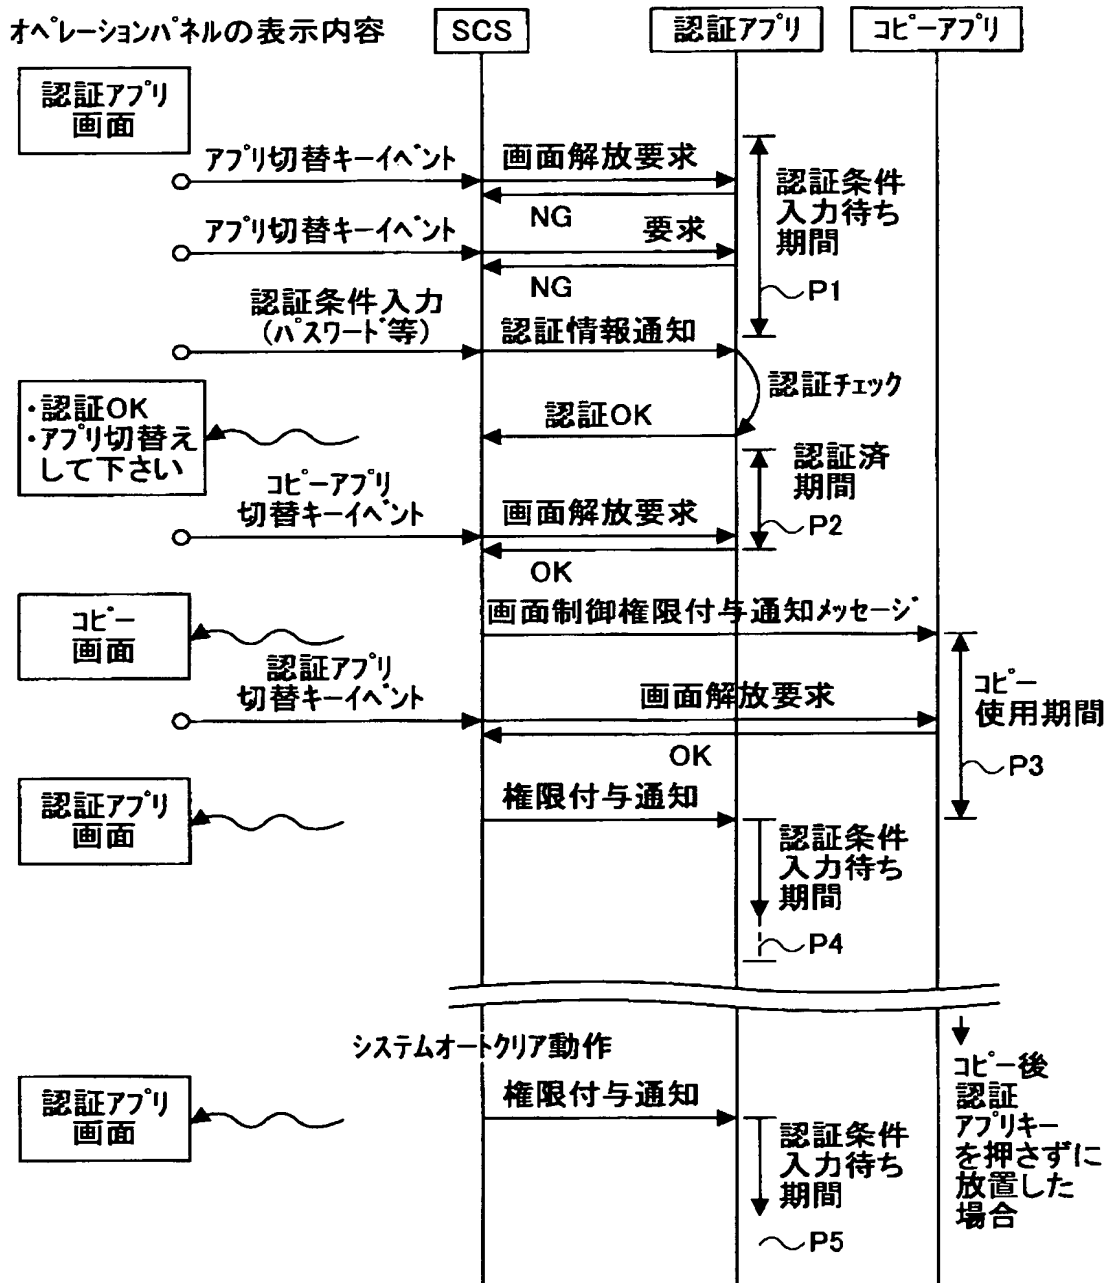 オペレーションパネルの表示内容
SCS
認証アプリ
コピーアプリ
認証アプリ
画面
アプリ切替キーイベント
画面解放要求
NG
認証条件
入力待ち
期間
P1
アプリ切替キーイベント
要求
NG
認証条件入力
(パスワード等)
認証情報通知
認証チェック
・認証OK
・アプリ切替え
して下さい
認証OK
認証済
期間
P2
コピーアプリ
切替キーイベント
画面解放要求
OK
コピー
画面
画面制御権限付与通知メッセージ
認証アプリ
切替キーイベント
画面解放要求
OK
コピー
使用期間
P3
認証アプリ
画面
権限付与通知
認証条件
入力待ち
期間
P4
システムオートクリア動作
認証アプリ
画面
権限付与通知
認証条件
入力待ち
期間
P5
コピー後
認証
アプリキー
を押さずに
放置した
場合